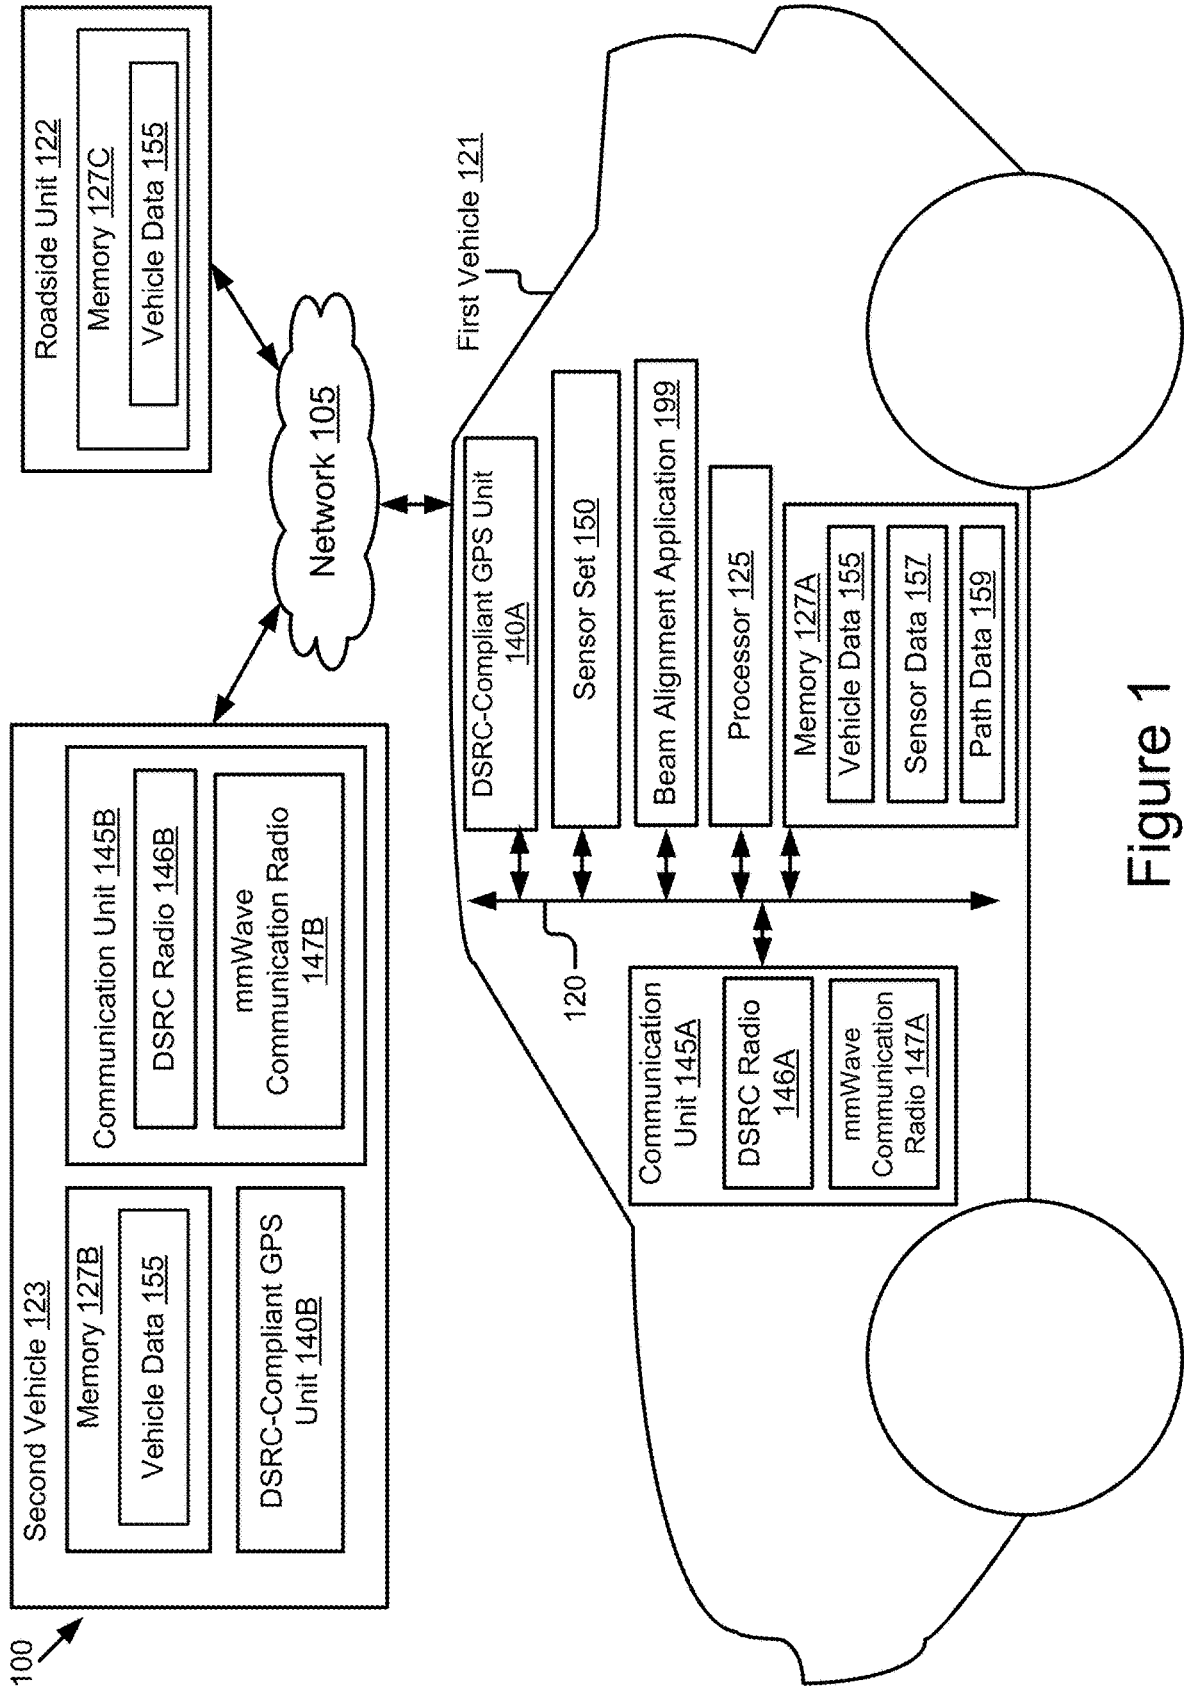 100
Second Vehicle 123
Memory 127B
Vehicle Data 155
DSRC-Compliant GPS
Unit 140B
Communication Unit 145B
DSRC Radio 146B
mmWave
Communication Radio
147B
Roadside Unit 122
Memory 127C
Vehicle Data 155
Network 105
First Vehicle 121
120
Communication
Unit 145A
DSRC Radio
146A
mmWave
Communication
Radio 147A
DSRC-Compliant GPS Unit
140A
Sensor Set 150
Beam Alignment Application 199
Processor 125
Memory 127A
Vehicle Data 155
Sensor Data 157
Path Data 159
Figure 1